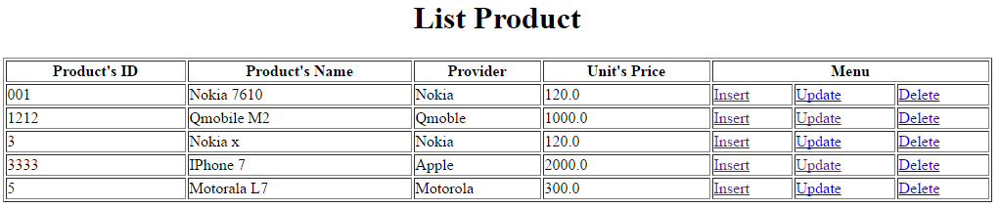 List Product
Product's ID Product's Name Provider Unit's Price Menu
001 Nokia 7610 Nokia 120.0 Insert Update Delete
1212 Qmobile M2 Qmoble 1000.0 Insert Update Delete
3 Nokia x Nokia 120.0 Insert Update Delete
3333 IPhone 7 Apple 2000.0 Insert Update Delete
5 Motorala L7 Motorola 300.0 Insert Update Delete